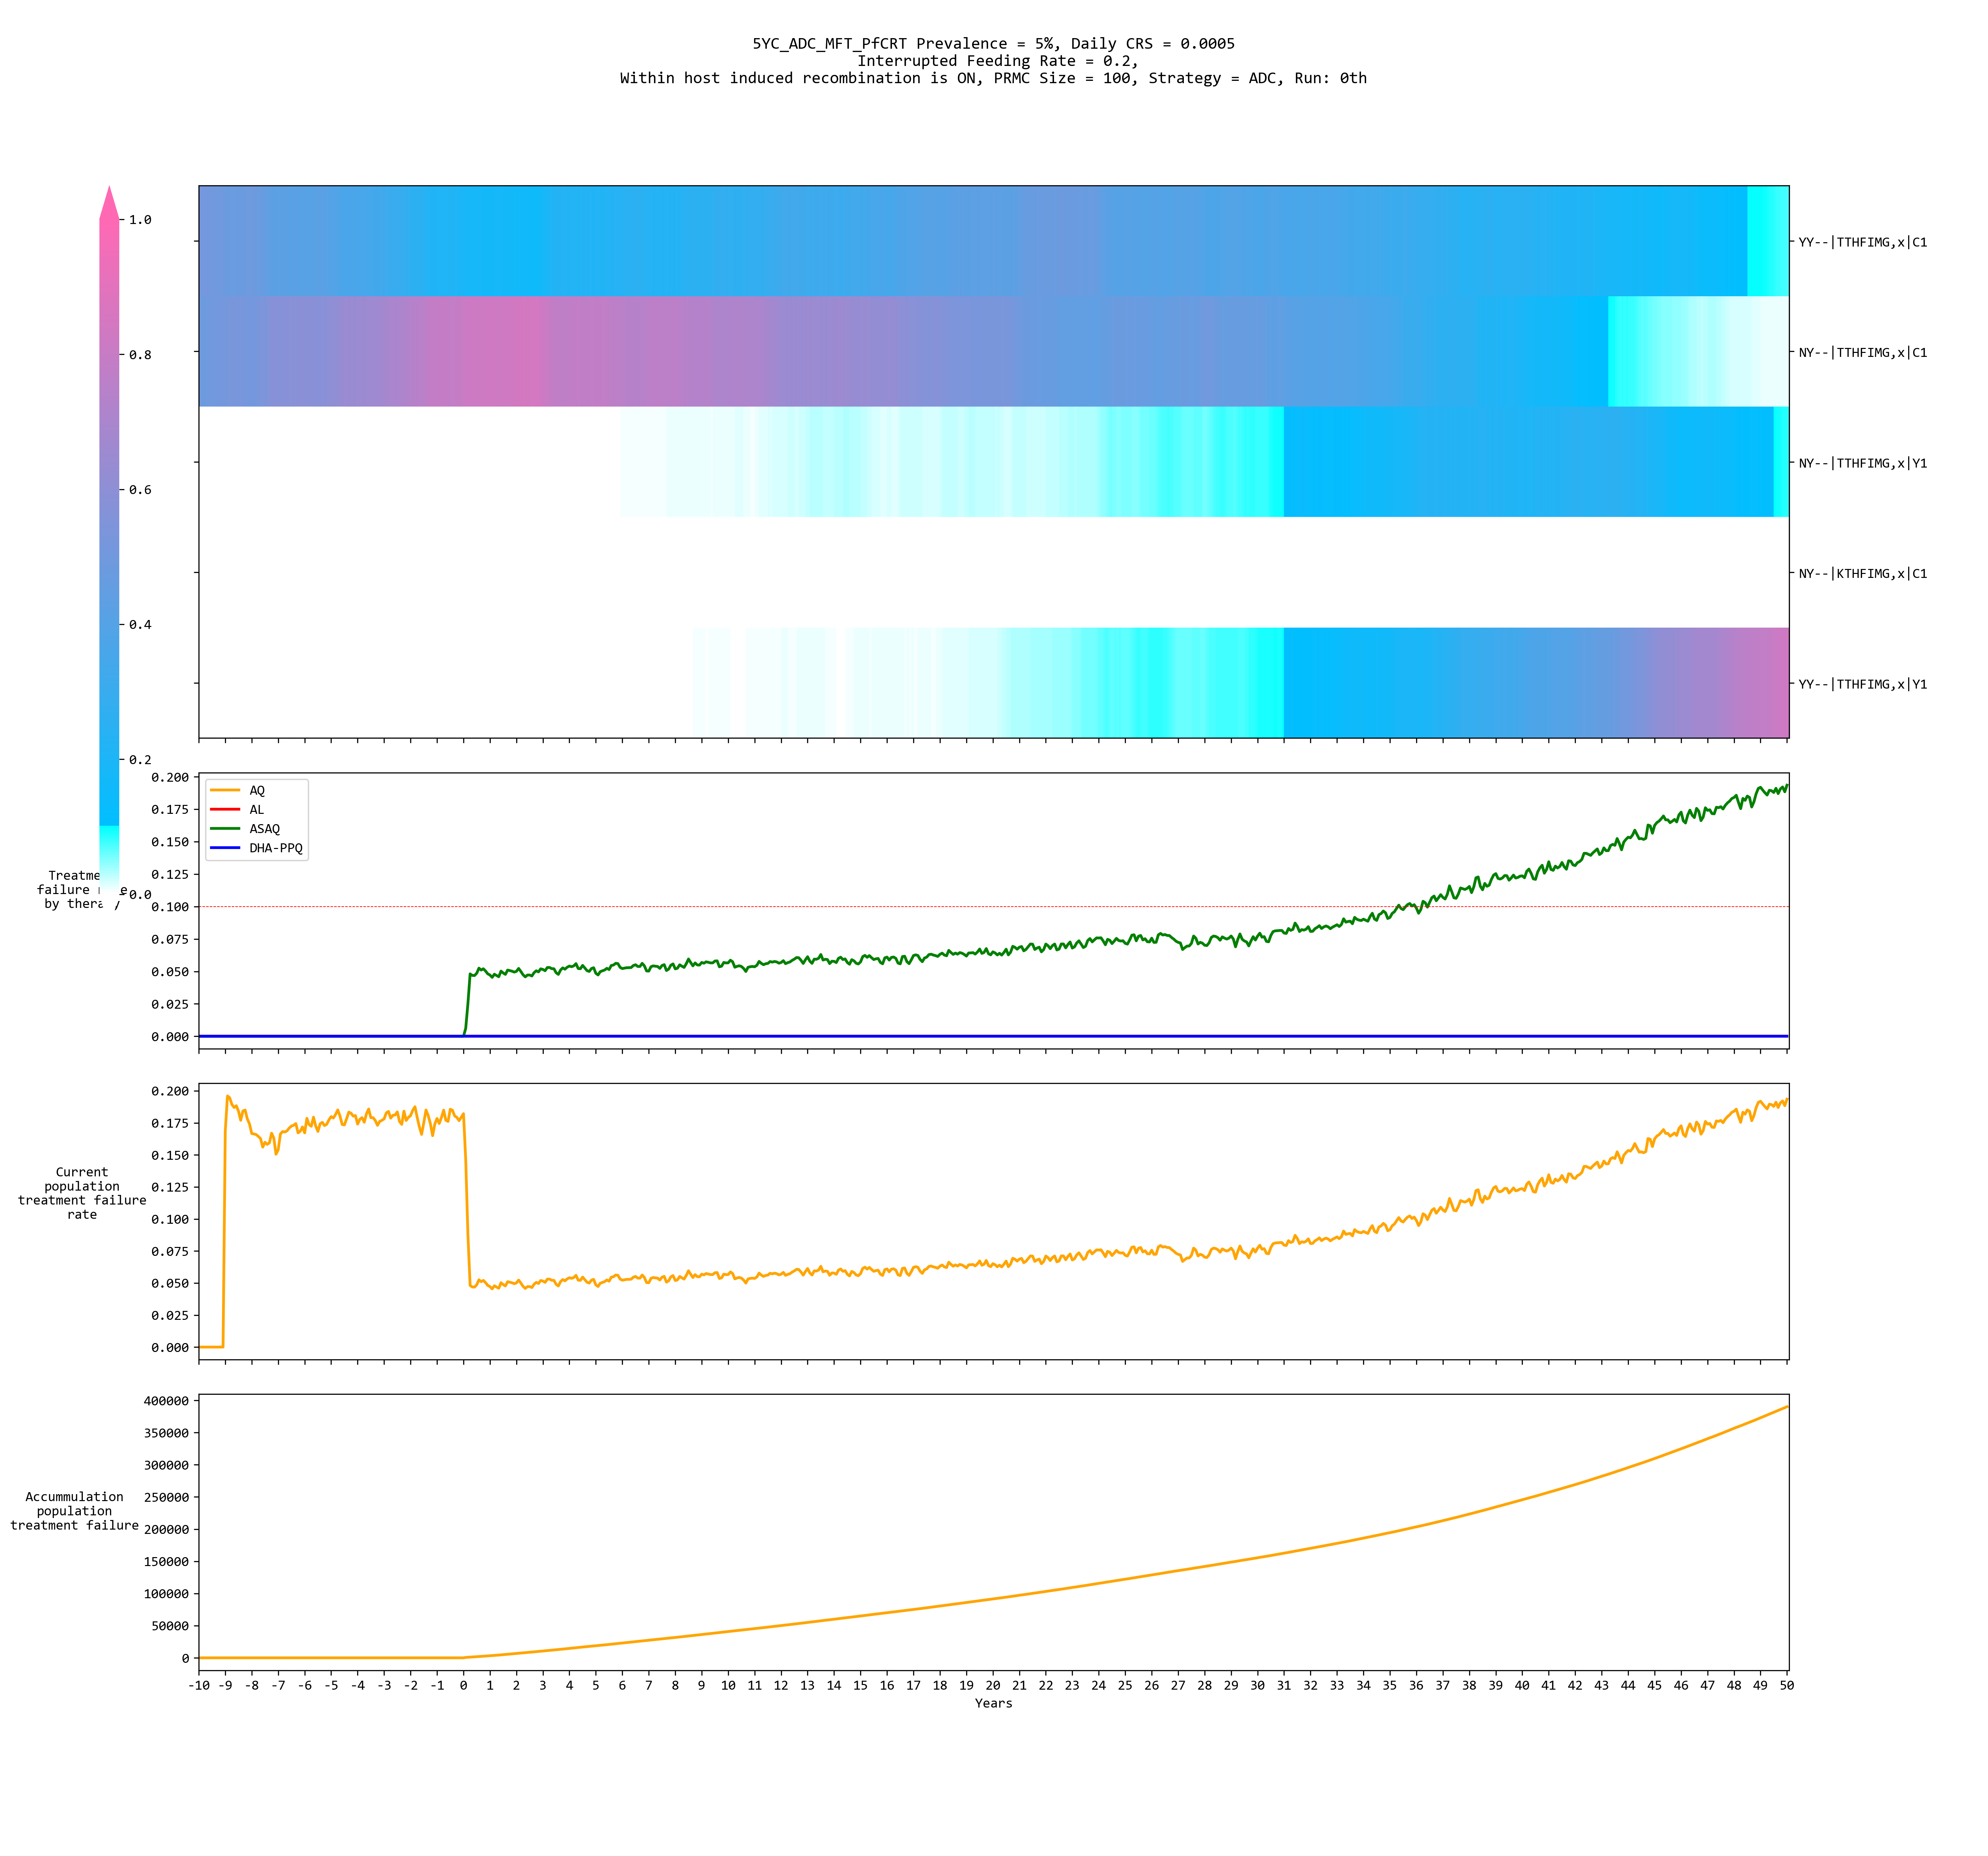 5YC_ADC_MFT_PfCRT Prevalence = 5%, Daily CRS = 0.0005
Interrupted Feeding Rate = 0.2,
Within host induced recombination is ON, PRMC Size = 100, Strategy = ADC, Run: 0th
1.0
0.8
0.6
0.4
0.2
0.0
YY--|TTHFIMG,x|C1
NY--|TTHFIMG,x|C1
NY--|TTHFIMG,x|Y1
NY--|KTHFIMG,x|C1
YY--|TTHFIMG,x|Y1
failure
by
0.200
0.175
0.150
0.125
0.100
0.075
0.050
0.025
0.000
AQ
AL
ASAQ
DHA-PPQ
Current
population
treatment failure
rate
0.200
0.175
0.150
0.125
0.100
0.075
0.050
0.025
0.000
Accummulation
population
treatment failure
400000
350000
300000
250000
200000
150000
100000
50000
0
-10 -9 -8 -7 -6 -5 -4 -3 -2 -1 0 1 2 3 4 5 6 7 8 9 10 11 12 13 14 15 16 17 18 19 20 21 22 23 24 25 26 27 28 29 30 31 32 33 34 35 36 37 38 39 40 41 42 43 44 45 46 47 48 49 50
Years